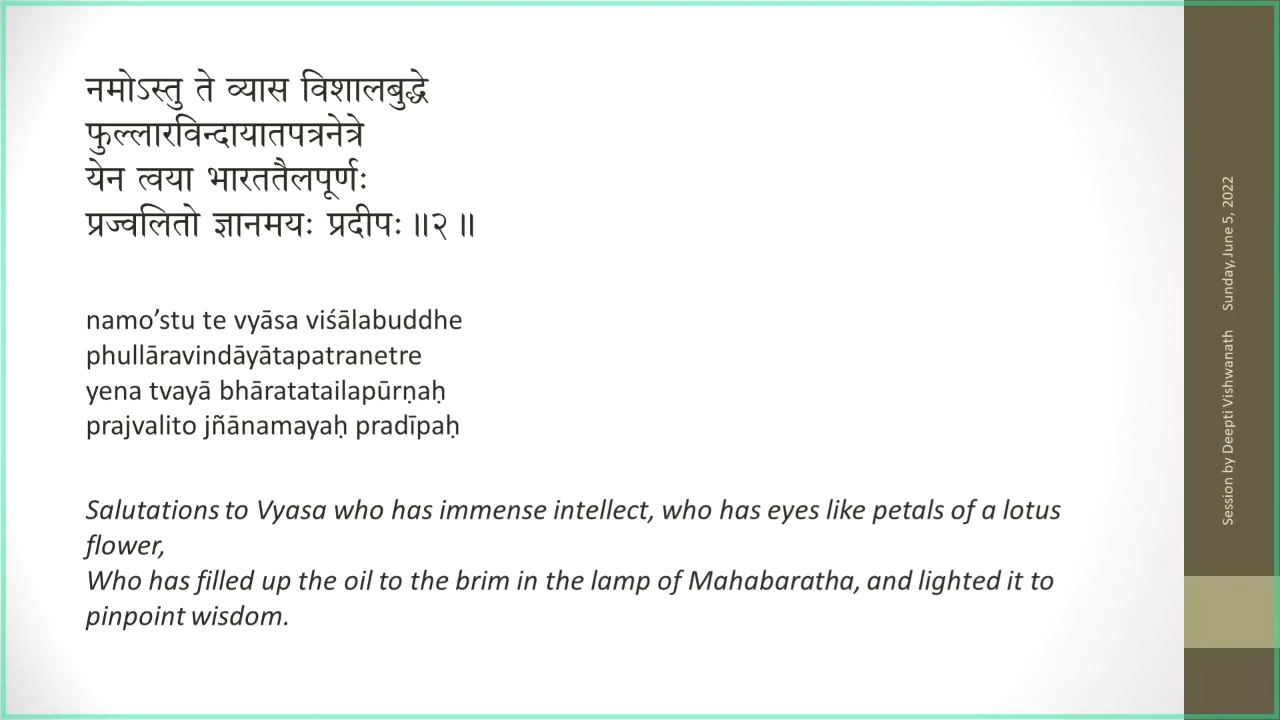 नमोऽस्तु ते व्यास विशालबुद्धे
फुल्लारविन्दायातपत्रनेत्रे
येन त्वया भारततैलपूर्णः
प्रज्वलितो ज्ञानमयः प्रदीपः ॥२ ॥
namo’stu te vyāsa viśālabuddhe
phullāravindāyātapatranetre
yena tvayā bhāratatailapūrṇaḥ
prajvalito jñānamayaḥ pradīpaḥ
Salutations to Vyasa who has immense intellect, who has eyes like petals of a lotus
flower,
Who has filled up the oil to the brim in the lamp of Mahabaratha, and lighted it to
pinpoint wisdom.
Session by Deepti Vishwanath Sunday, June 5, 2022